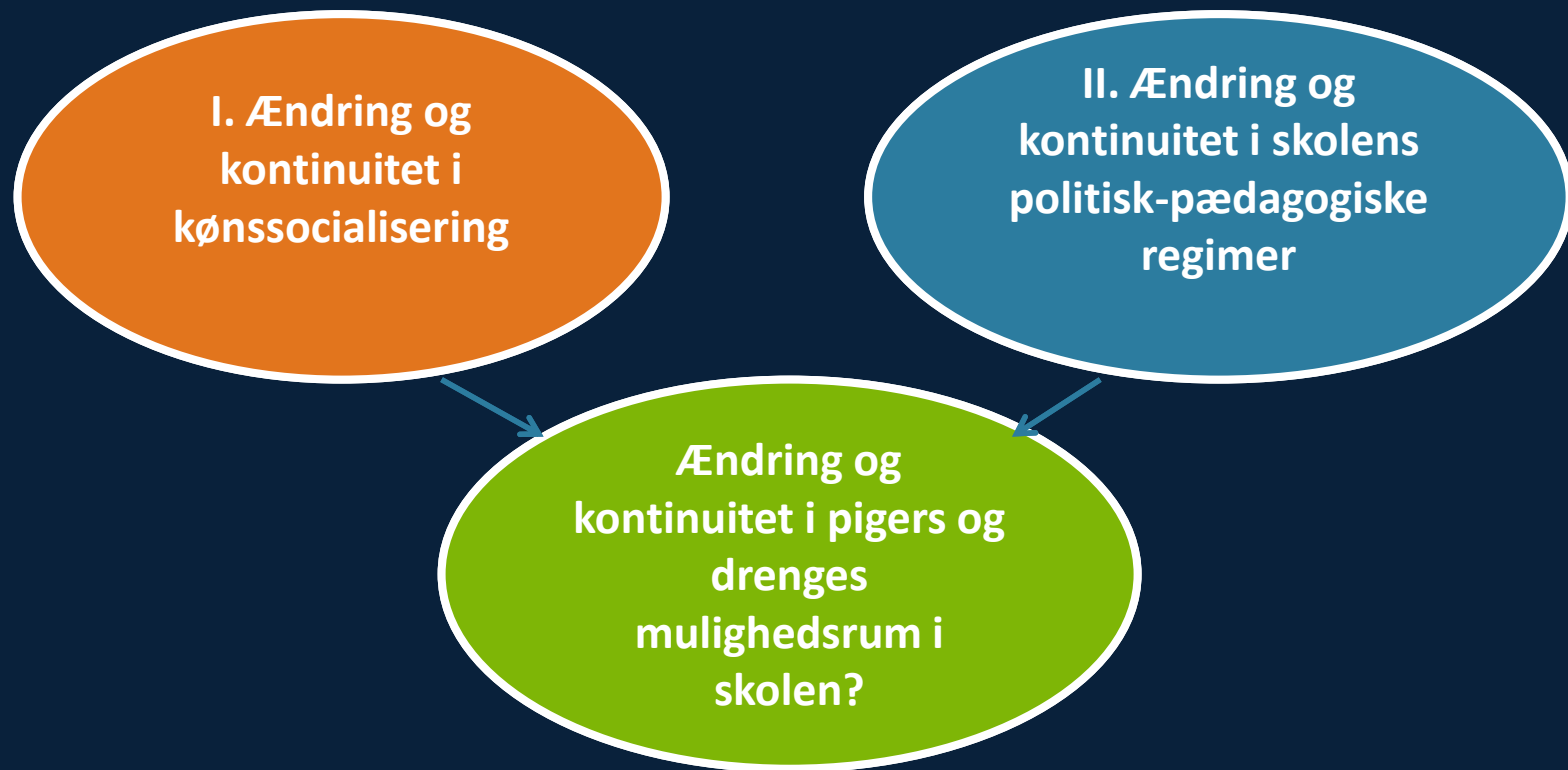 I. Ændring og
kontinuitet i
kønssocialisering
II. Ændring og
kontinuitet i skolens
politisk-pædagogiske
regimer
Ændring og
kontinuitet i pigers og
drenges
mulighedsrum i
skolen?